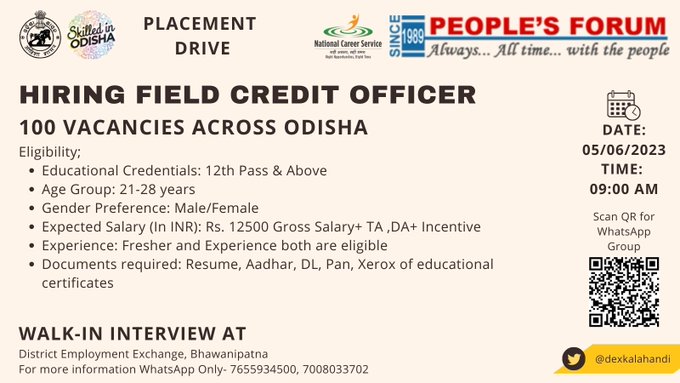 Skilled in
ODISHA
PLACEMENT
DRIVE
National Career Service
SINCE
1989
PEOPLE'S FORUM
Always... All time... with the people
HIRING FIELD CREDIT OFFICER
100 VACANCIES ACROSS ODISHA
Eligibility;
• Educational Credentials: 12th Pass & Above
• Age Group: 21-28 years
• Gender Preference: Male/Female
• Expected Salary (In INR): Rs. 12500 Gross Salary+ TA ,DA+ Incentive
• Experience: Fresher and Experience both are eligible
• Documents required: Resume, Aadhar, DL, Pan, Xerox of educational
certificates
DATE:
05/06/2023
TIME:
09:00 AM
Scan QR for
WhatsApp
Group
WALK-IN INTERVIEW AT
District Employment Exchange, Bhawanipatna
For more information WhatsApp Only- 7655934500, 7008033702
@dexkalahandi